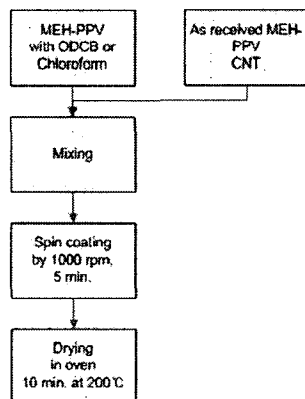 MEH-PPV
with ODCB or
Chloroform
As received MEH-
PPV
CNT
Mixing
Spin coating
by 1000 rpm,
5 min.
Drying
in oven
10 min. at 200℃